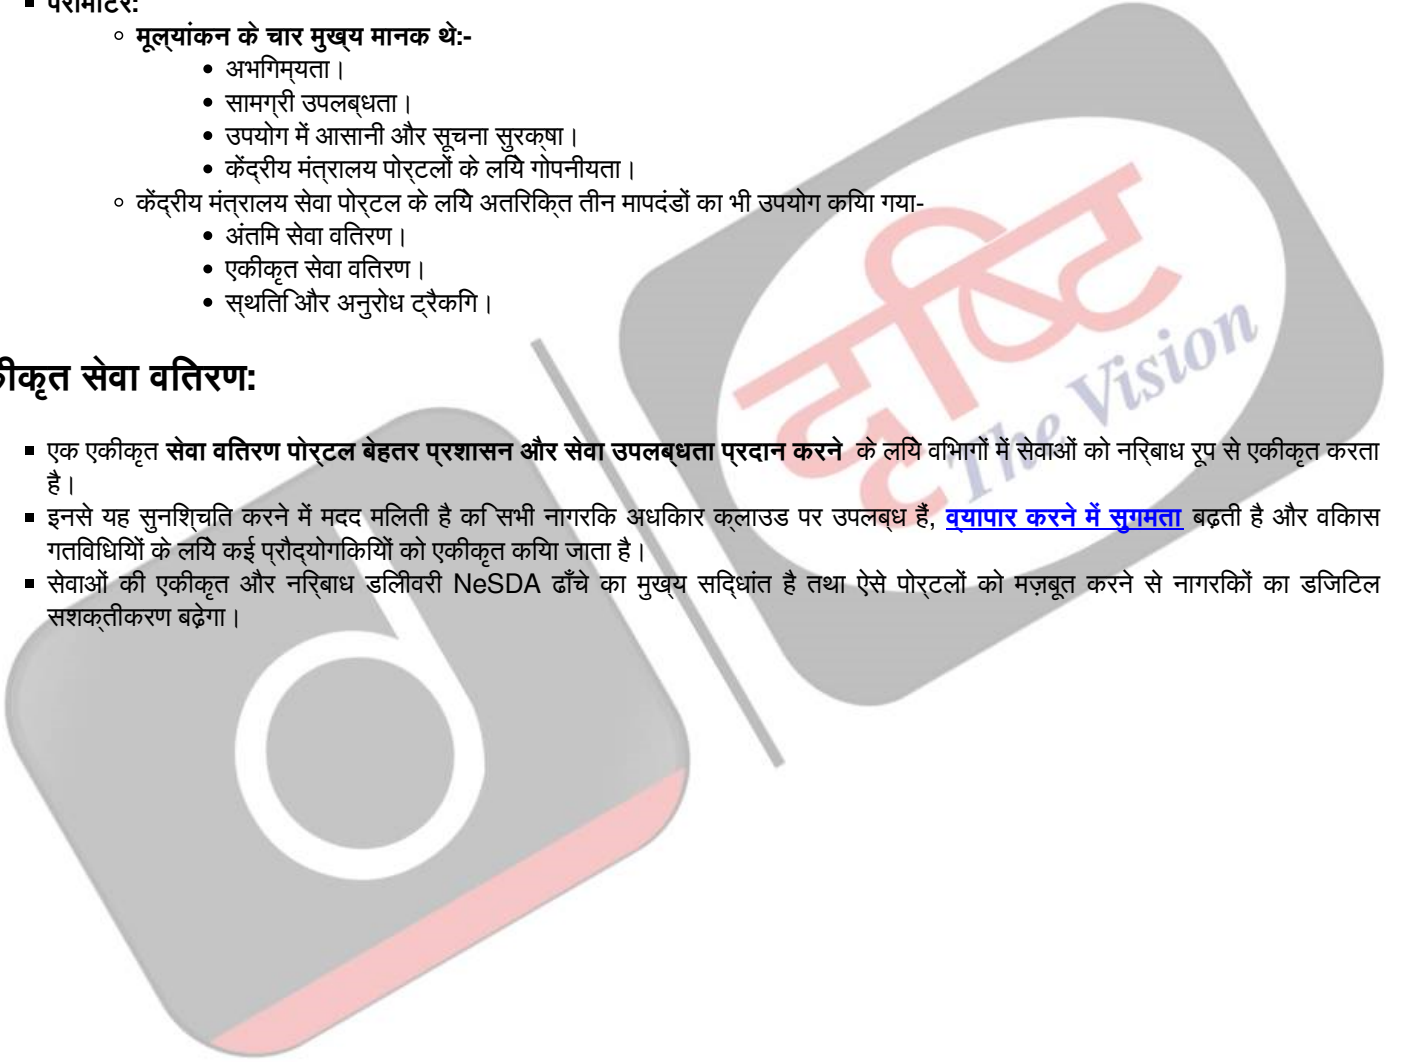 परामीटर:
मूल्यांकन के चार मुख्य मानक थे:-
अभिगम्यता।
सामग्री उपलब्धता।
उपयोग में आसानी और सूचना सुरक्षा।
केंद्रीय मंत्रालय पोर्टलों के लिये गोपनीयता।
केंद्रीय मंत्रालय सेवा पोर्टल के लिये अतिरिक्त तीन मापदंडों का भी उपयोग किया गया-
अंतिम सेवा वितरण।
एकीकृत सेवा वितरण।
स्थिति और अनुरोध ट्रैकिंग।
कीकृत सेवा वितरण:
एक एकीकृत सेवा वितरण पोर्टल बेहतर प्रशासन और सेवा उपलब्धता प्रदान करने के लिये विभागों में सेवाओं को निर्बाध रूप से एकीकृत करता
है।
इनसे यह सुनिश्चित करने में मदद मिलती है कि सभी नागरिक अधिकार क्लाउड पर उपलब्ध हैं, व्यापार करने में सुगमता बढ़ती है और विकास
गतिविधियों के लिये कई प्रौद्योगिकियों को एकीकृत किया जाता है।
सेवाओं की एकीकृत और निर्बाध डिलीवरी NeSDA ढाँचे का मुख्य सिद्धांत है तथा ऐसे पोर्टलों को मज़बूत करने से नागरिकों का डिजिटल
सशक्तीकरण बढ़ेगा।
दृष्टि
The Vision
d